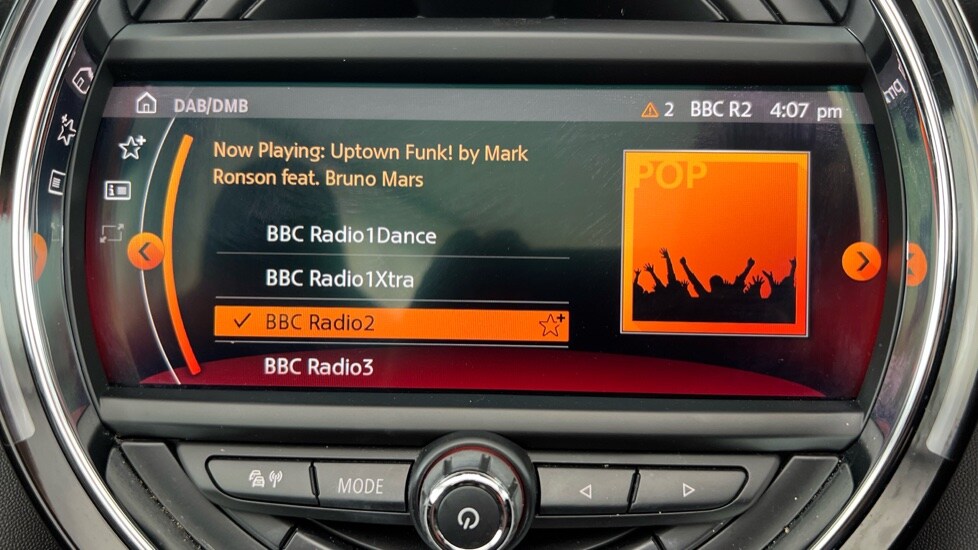 DAB/DMB
2 BBC R2 4:07 pm
Now Playing: Uptown Funk! by Mark
Ronson feat. Bruno Mars
POP
BBC Radio1Dance
BBC Radio1Xtra
BBC Radio2
BBC Radio3
MODE